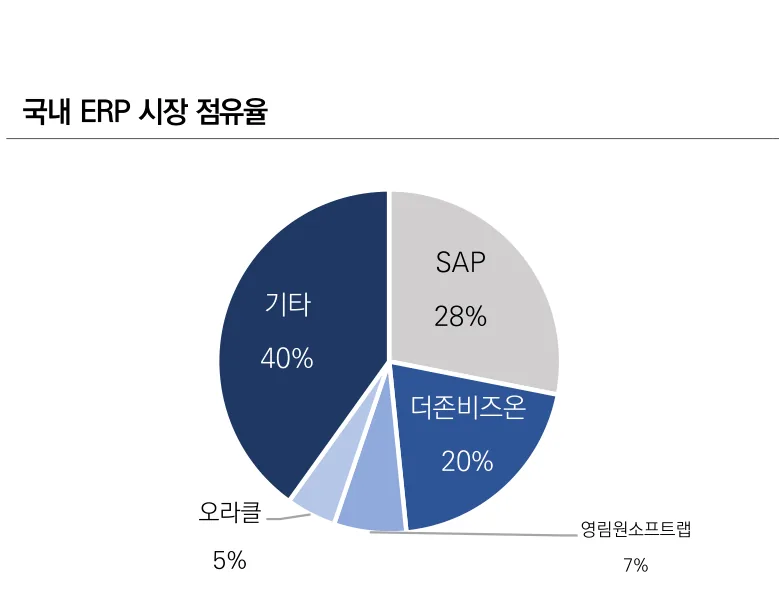 국내 ERP 시장 점유율
SAP
28%
더존비즈온
20%
영림원소프트랩
7%
오라클
5%
기타
40%